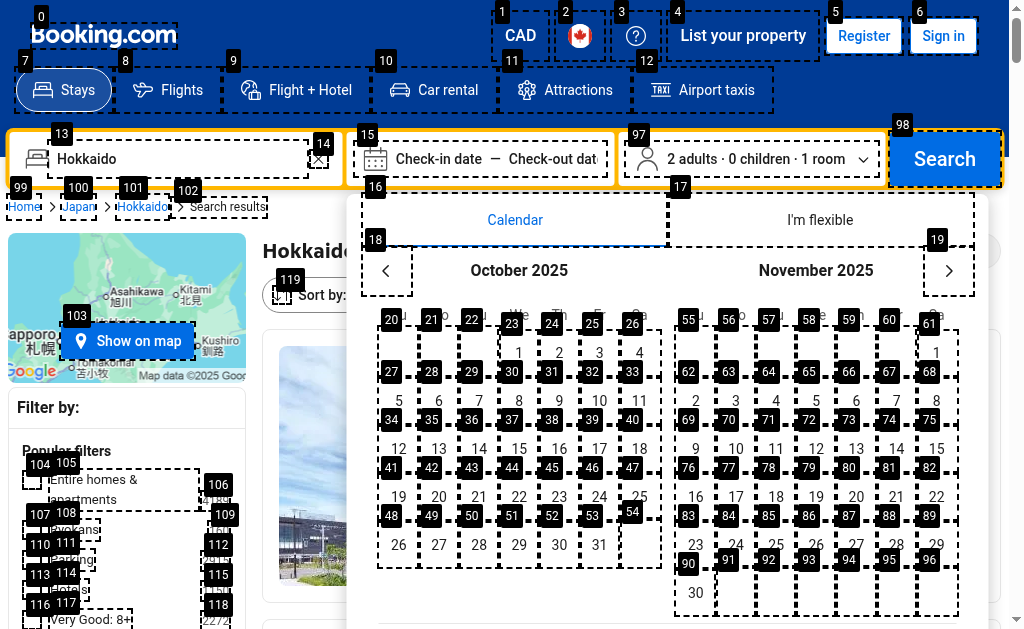 0
1
2
3
4
5
6
Booking.com
CAD
List your property
Register
Sign in
7
8
9
10
11
12
Stays
Flights
Flight + Hotel
Car rental
Attractions
Airport taxis
13
14
15
97
98
Hokkaido
Check-in date — Check-out dat
2 adults · 0 children · 1 room
Search
99
100
101
102
Home
Japan
Hokkaido
Search results
16
17
Calendar
I'm flexible
18
19
October 2025
November 2025
20 21 22 23 24 25 26
1 2 3 4
27 28 29 30 31 32 33
5 6 7 8 9 10 11
34 35 36 37 38 39 40
12 13 14 15 16 17 18
41 42 43 44 45 46 47
19 20 21 22 23 24 25
48 49 50 51 52 53 54
26 27 28 29 30 31
55 56 57 58 59 60 61
1
62 63 64 65 66 67 68
2 3 4 5 6 7 8
69 70 71 72 73 74 75
9 10 11 12 13 14 15
76 77 78 79 80 81 82
16 17 18 19 20 21 22
83 84 85 86 87 88 89
23 24 25 26 27 28 29
90 91 92 93 94 95 96
30
Hokkaido
119
Sort by:
Asahikawa
旭川
Kitami
北見
103
Show on map
apporo
札幌
Kushiro
釧路
Tomakomai
苫小牧
Google
Map data ©2025 Goo
Filter by:
Popular filters
104 105
Entire homes &
apartments
106
4189
107 108
Ryokans
109
160
110 111
Parking
112
2915
113 114
Hotels
115
1150
116 117
Very Good: 8+
118
2272